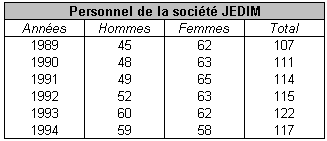 Personnel de la société JEDIM
Années Hommes Femmes Total
1989 45 62 107
1990 48 63 111
1991 49 65 114
1992 52 63 115
1993 60 62 122
1994 59 58 117